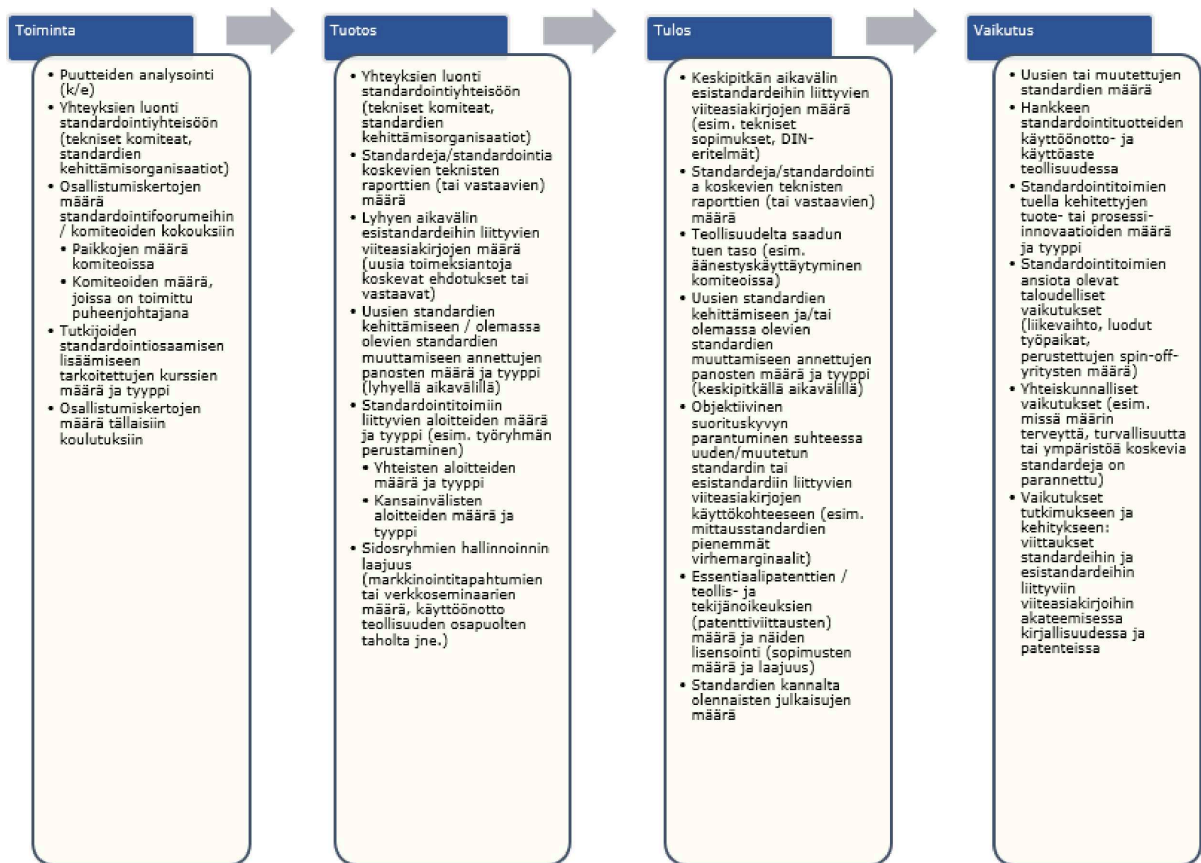 Toiminta
• Puutteiden analysointi
(k/e)
• Yhteyksien luonti
standardointiyhteisöön
(tekniset komiteat,
standardien
kehittämisorganisaatiot)
• Osallistumiskertojen
määrä
standardointifoorumeihin
/ komiteoiden kokouksiin
• Paikkojen määrä
komiteoissa
• Komiteoiden määrä,
joissa on toimittu
puheenjohtajana
• Tutkijoiden
standardointiosaamisen
lisäämiseen
tarkoitettujen kurssien
määrä ja tyyppi
• Osallistumiskertojen
määrä tällaisiin
koulutuksiin
Tuotos
• Yhteyksien luonti
standardointiyhteisöön
(tekniset komiteat,
standardien
kehittämisorganisaatiot)
• Standardeja/standardointia
koskevien teknisten
raporttien (tai vastaavien)
määrä
• Lyhyen aikavälin
esistandardeihin liittyvien
viiteasiakirjojen määrä
(uusia toimeksiantoja
koskevat ehdotukset tai
vastaavat)
• Uusien standardien
kehittämiseen / olemassa
olevien standardien
muuttamiseen annettujen
panosten määrä ja tyyppi
(lyhyellä aikavälillä)
• Standardointitoimiin
liittyvien aloitteiden määrä
ja tyyppi (esim. työryhmän
perustaminen)
• Yhteisten aloitteiden
määrä ja tyyppi
• Kansainvälisten
aloitteiden määrä ja
tyyppi
• Sidosryhmien hallinnoinnin
laajuus
(markkinointitapahtumien
tai verkkoseminaarien
määrä, käyttöönotto
teollisuuden osapuolten
taholta jne.)
Tulos
• Keskipitkän aikavälin
esistandardeihin liittyvien
viiteasiakirjojen määrä
(esim. tekniset
sopimukset, DIN-
eritelmät)
• Standardeja/standardointi
a koskevien teknisten
raporttien (tai vastaavien)
määrä
• Teollisuudelta saadun
tuen taso (esim.
äänestyskäyttäytyminen
komiteoissa)
• Uusien standardien
kehittämiseen ja/tai
olemassa olevien
standardien
muuttamiseen annettujen
panosten määrä ja tyyppi
(keskipitkällä aikavälillä)
• Objektiivinen
suorituskyvyn
parantuminen suhteessa
uuden/muutetun
standardin tai
esistandardiin liittyvien
viiteasiakirjojen
käyttökohteeseen (esim.
mittausstandardien
pienemmät
virhemarginaalit)
• Essentiaalipatenttien /
teollis- ja
tekijänoikeuksien
(patenttiviittausten)
määrä ja näiden
lisensointi (sopimusten
määrä ja laajuus)
• Standardien kannalta
olennaisten julkaisujen
määrä
Vaikutus
• Uusien tai muutettujen
standardien määrä
• Hankkeen
standardointituotteiden
käyttöönotto- ja
käyttöaste
teollisuudessa
• Standardointitoimien
tuella kehitettyjen
tuote- tai prosessi-
innovaatioiden määrä
ja tyyppi
• Standardointitoimien
ansiota olevat
taloudelliset
vaikutukset
(liikevaihto, luodut
työpaikat,
perustettujen spin-off-
yritysten määrä)
• Yhteiskunnalliset
vaikutukset (esim.
missä määrin
terveyttä, turvallisuutta
tai ympäristöä koskevia
standardeja on
parannettu)
• Vaikutukset
tutkimukseen ja
kehitykseen:
viittaukset
standardeihin ja
esistandardeihin
liittyviin
viiteasiakirjoihin
akateemisessa
kirjallisuudessa ja
patenteissa